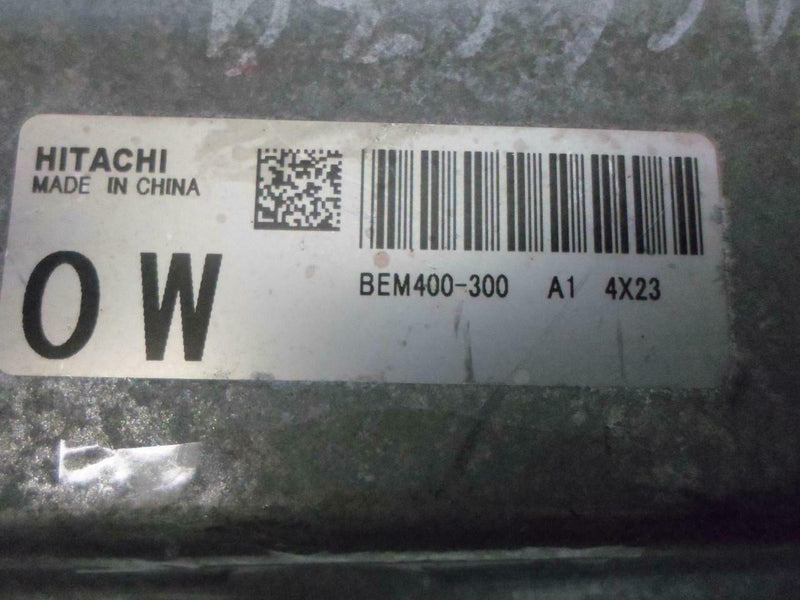 HITACHI
MADE IN CHINA
O W
BEM400-300 A1 4X23